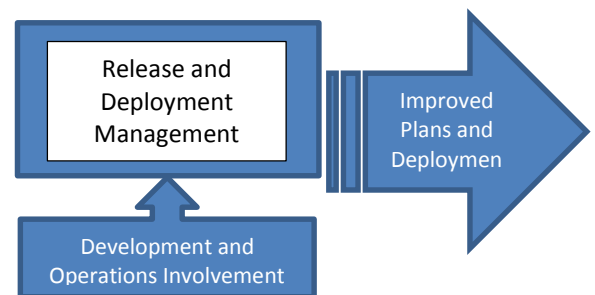 Release and
Deployment
Management
Improved
Plans and
Deploymen
Development and
Operations Involvement